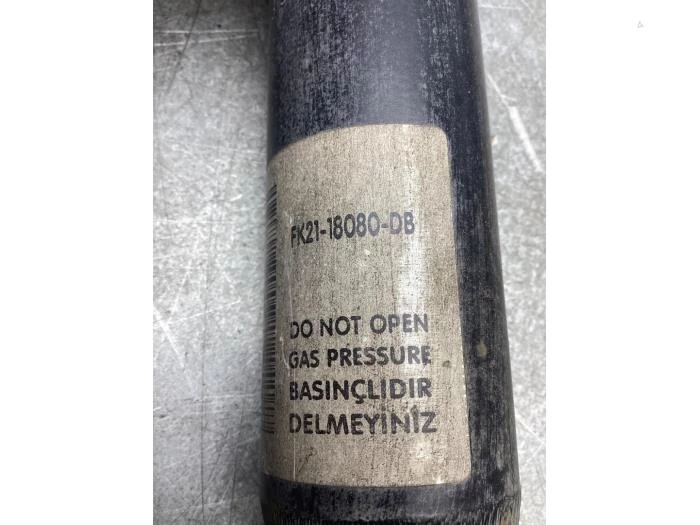 FK21-18080-DB
DO NOT OPEN
GAS PRESSURE
BASINÇLIDIR
DELMEYİNİZ